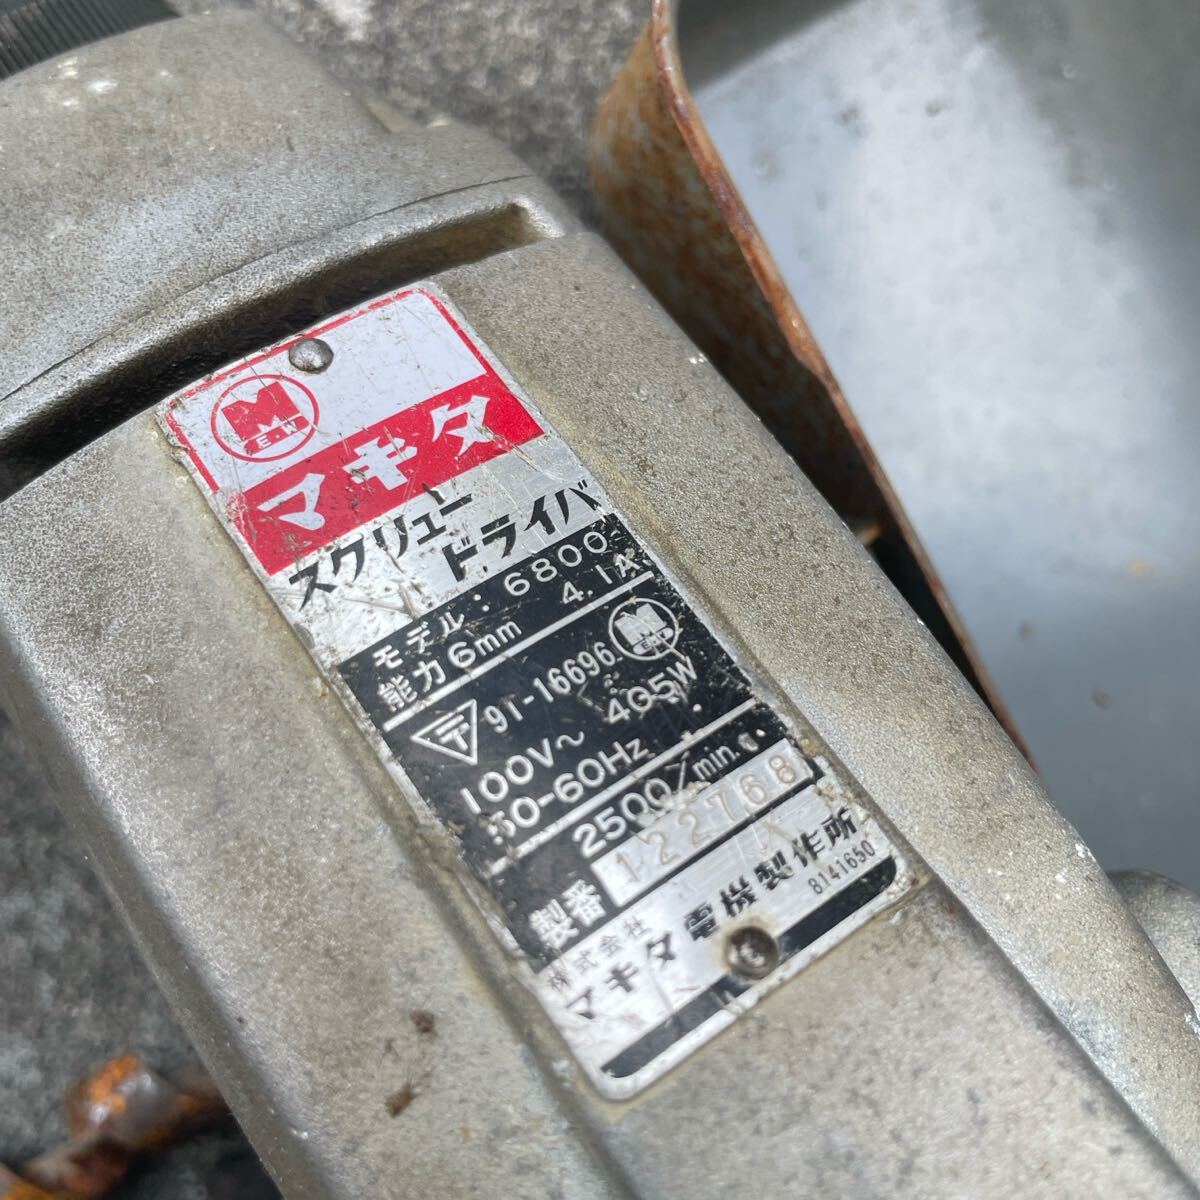 M
E.W
マキタ
スクリュー
ドライバ
モデル: 6800
能力 6mm 4.1A
〒 91-16696 M E.W
100V~ 405W
50-60Hz
2500/min.
製番 122768
株式会社
マキタ電機製作所
8141650